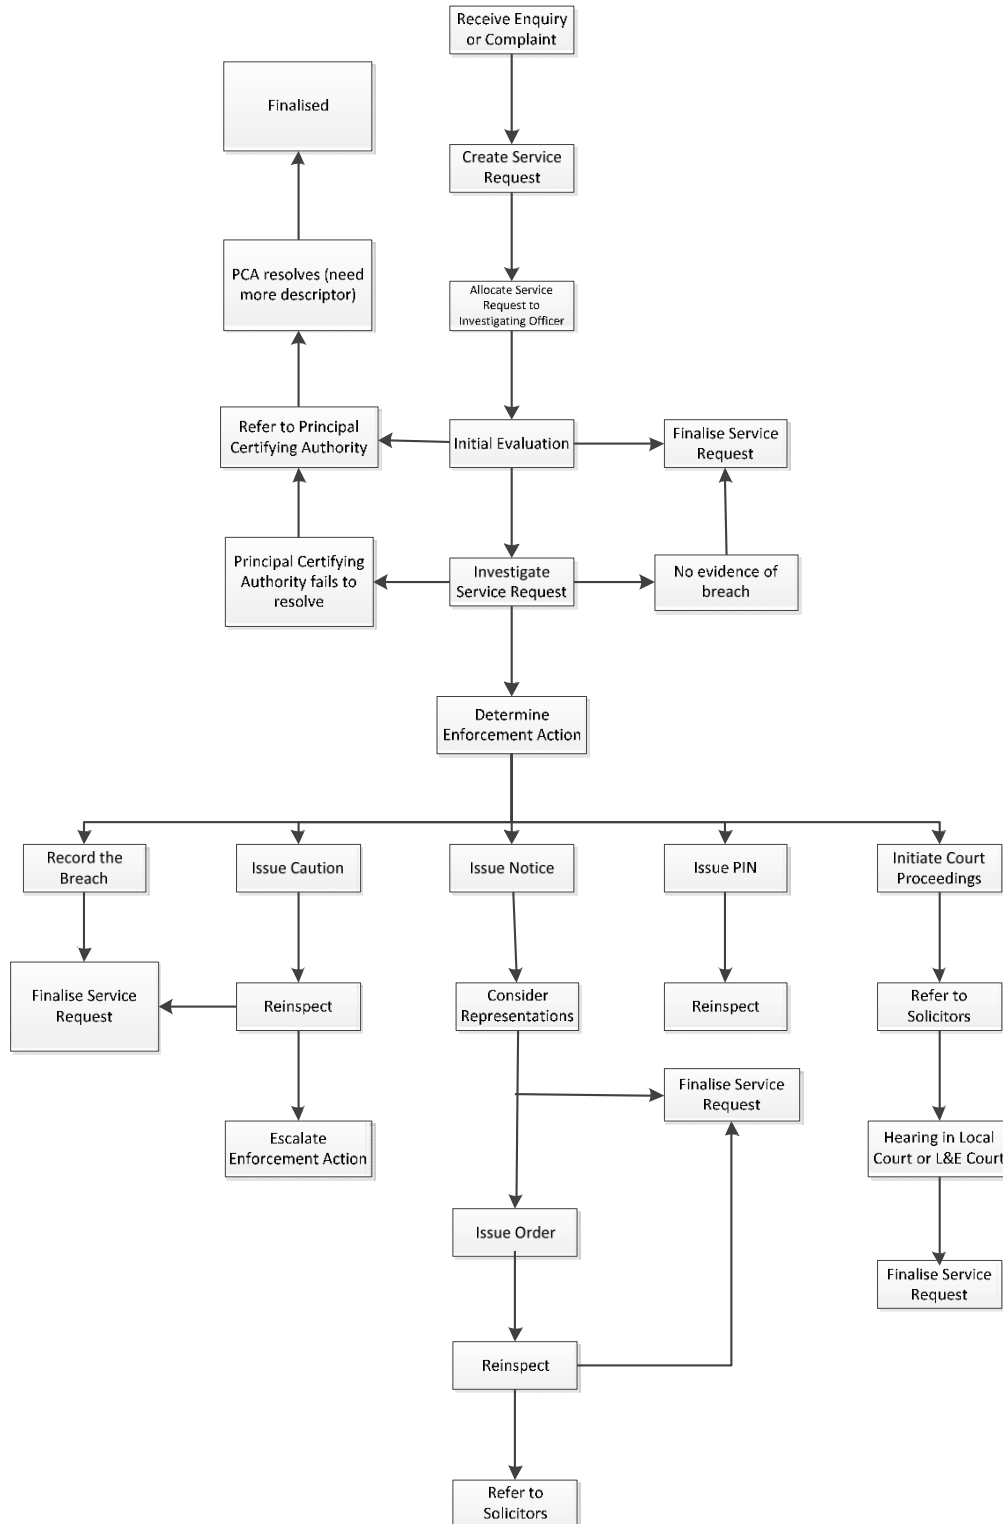 Receive Enquiry
or Complaint
Finalised
Create Service
Request
PCA resolves (need
more descriptor)
Allocate Service
Request to
Investigating Officer
Refer to Principal
Certifying Authority
Initial Evaluation
Finalise Service
Request
Principal Certifying
Authority fails to
resolve
Investigate
Service Request
No evidence of
breach
Determine
Enforcement Action
Record the
Breach
Issue Caution
Issue Notice
Issue PIN
Initiate Court
Proceedings
Finalise Service
Request
Reinspect
Consider
Representations
Reinspect
Refer to
Solicitors
Finalise Service
Request
Escalate
Enforcement Action
Hearing in Local
Court or L&E Court
Issue Order
Finalise Service
Request
Reinspect
Refer to
Solicitors